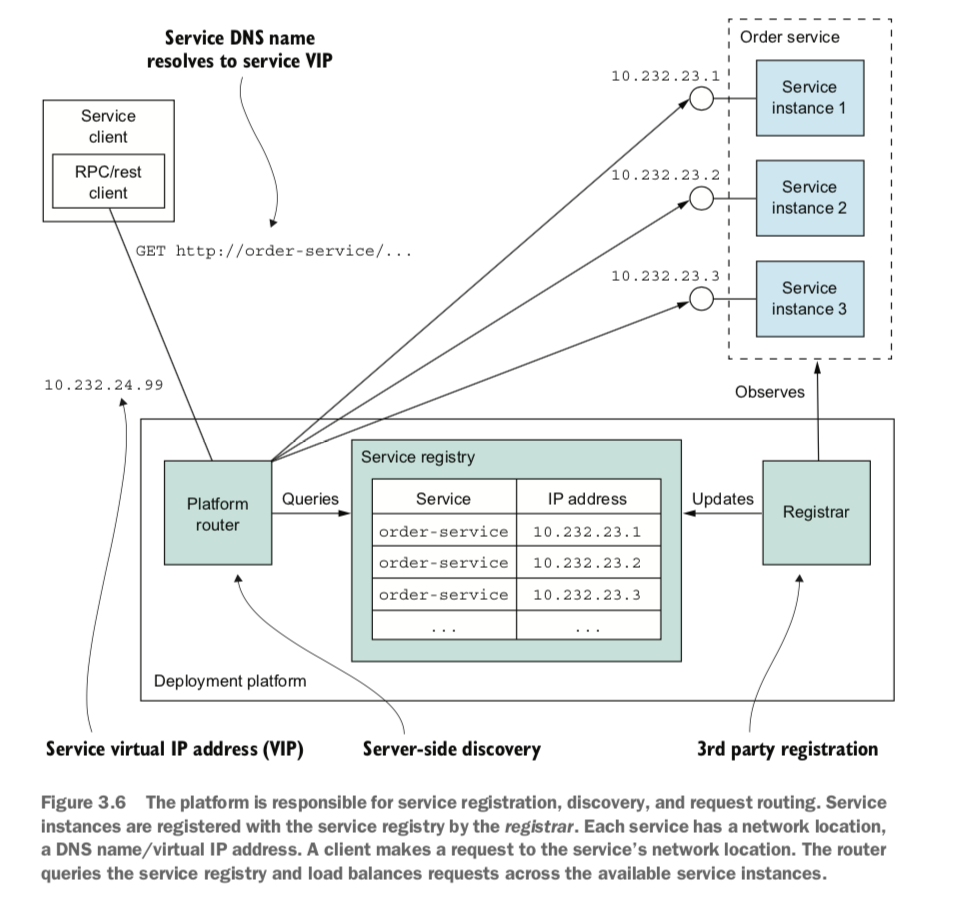 Service DNS name
resolves to service VIP
Order service
10.232.23.1
Service
instance 1
Service
client
RPC/rest
client
10.232.23.2
Service
instance 2
GET http://order-service/...
10.232.23.3
Service
instance 3
10.232.24.99
Observes
Service registry
Platform
router
Queries
Service IP address
order-service 10.232.23.1
order-service 10.232.23.2
order-service 10.232.23.3
... ...
Updates
Registrar
Deployment platform
Service virtual IP address (VIP)
Server-side discovery
3rd party registration
Figure 3.6 The platform is responsible for service registration, discovery, and request routing. Service
instances are registered with the service registry by the registrar. Each service has a network location,
a DNS name/virtual IP address. A client makes a request to the service's network location. The router
queries the service registry and load balances requests across the available service instances.